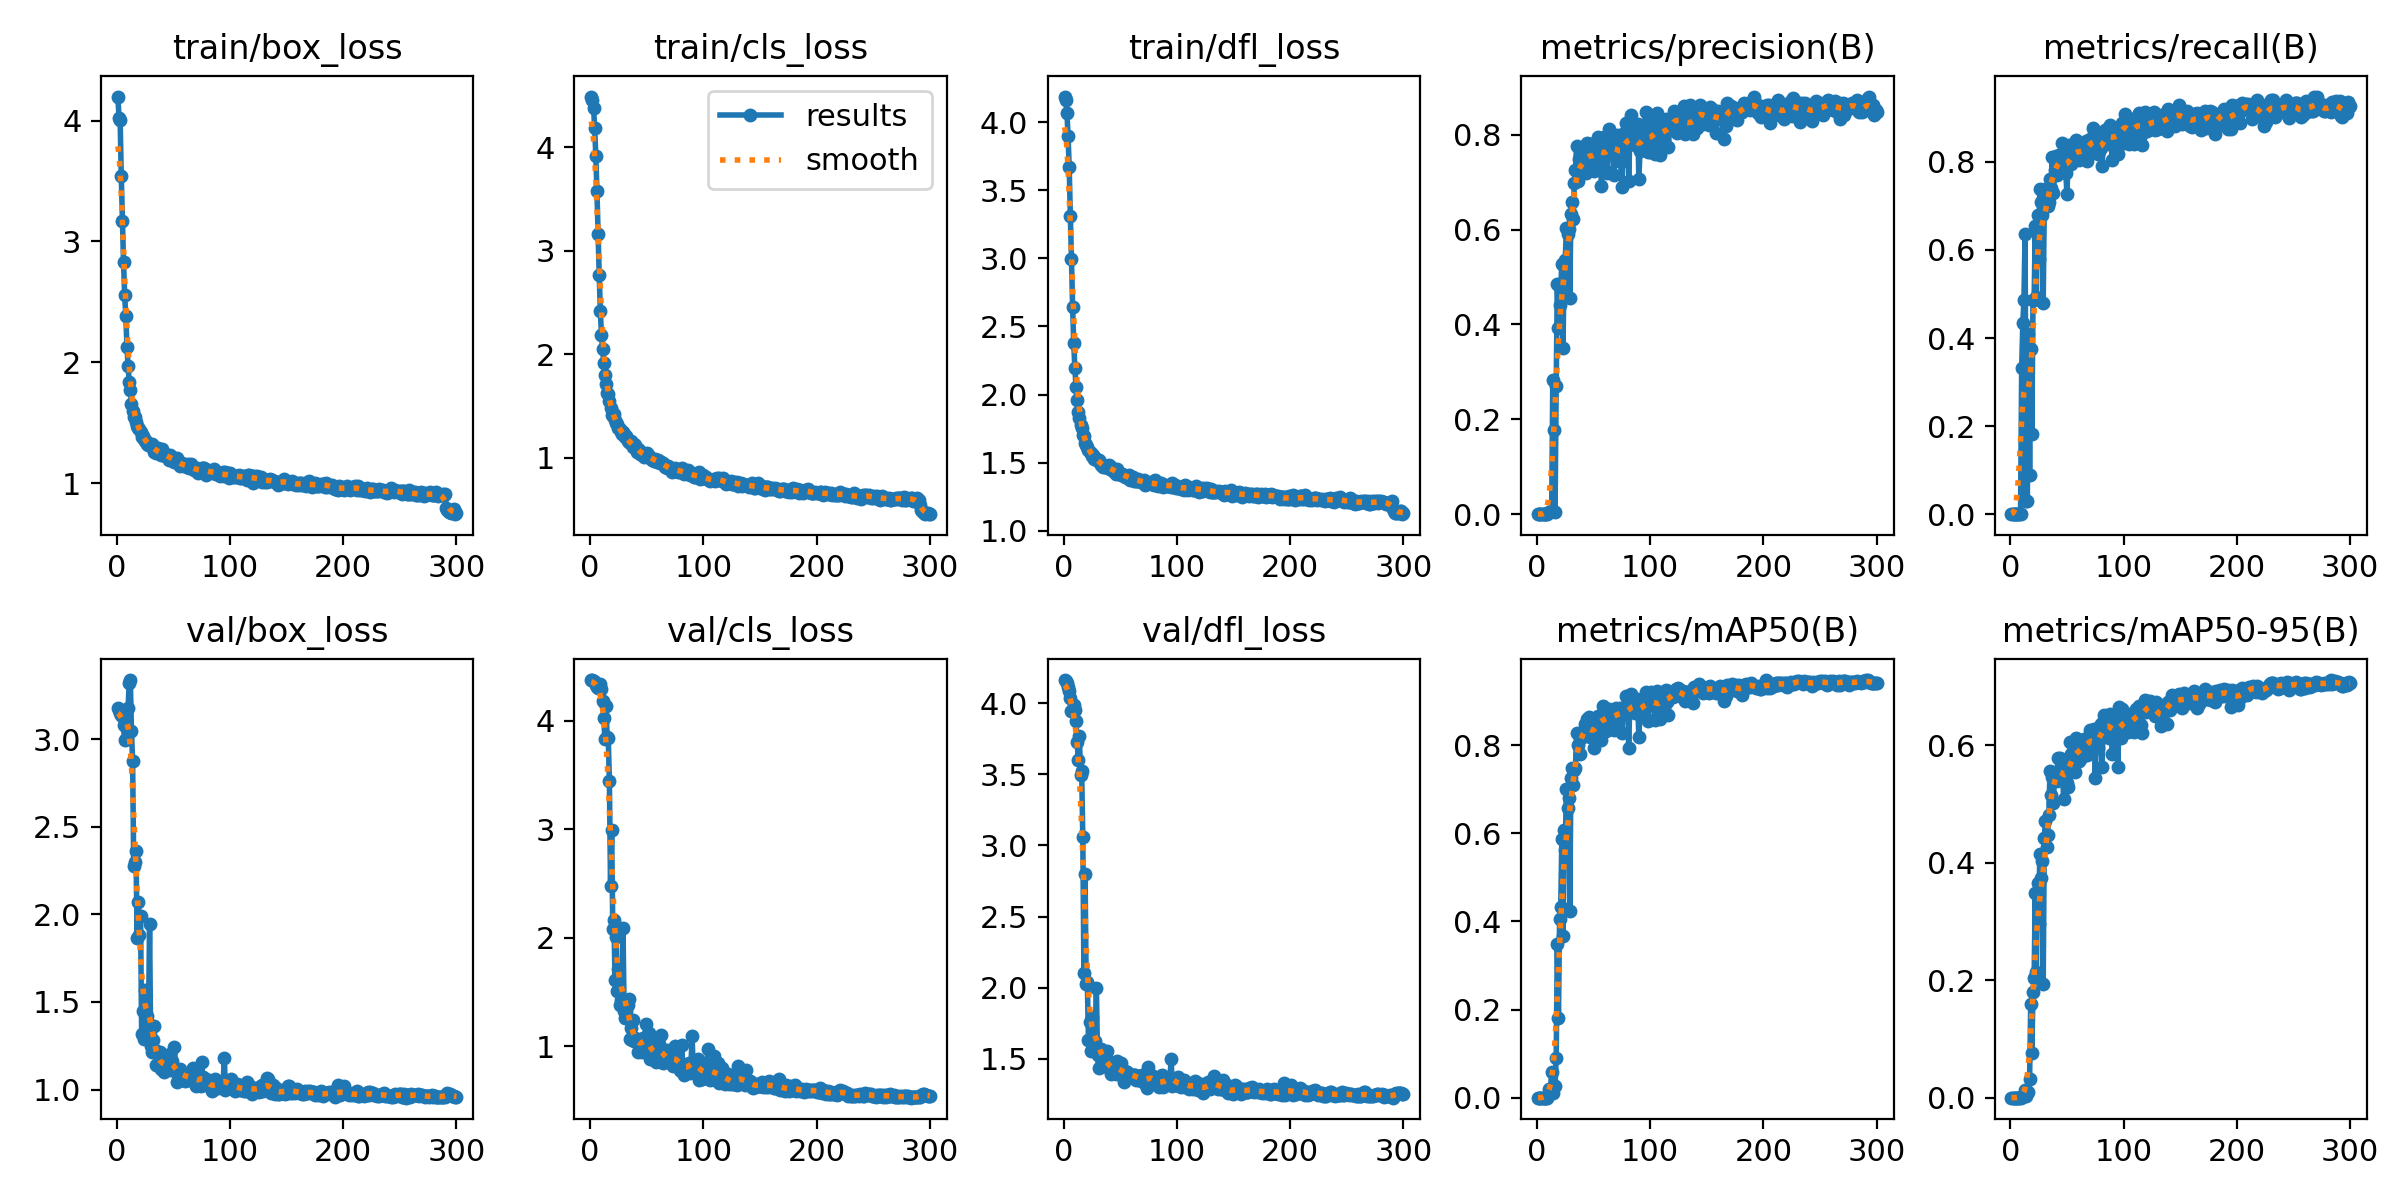 train/box_loss
4
3
2
1
0 100 200 300
train/cls_loss
results
smooth
4
3
2
1
0 100 200 300
train/dfl_loss
4.0
3.5
3.0
2.5
2.0
1.5
1.0
0 100 200 300
metrics/precision(B)
0.8
0.6
0.4
0.2
0.0
0 100 200 300
metrics/recall(B)
0.8
0.6
0.4
0.2
0.0
0 100 200 300
val/box_loss
3.0
2.5
2.0
1.5
1.0
0 100 200 300
val/cls_loss
4
3
2
1
0 100 200 300
val/dfl_loss
4.0
3.5
3.0
2.5
2.0
1.5
0 100 200 300
metrics/mAP50(B)
0.8
0.6
0.4
0.2
0.0
0 100 200 300
metrics/mAP50-95(B)
0.6
0.4
0.2
0.0
0 100 200 300